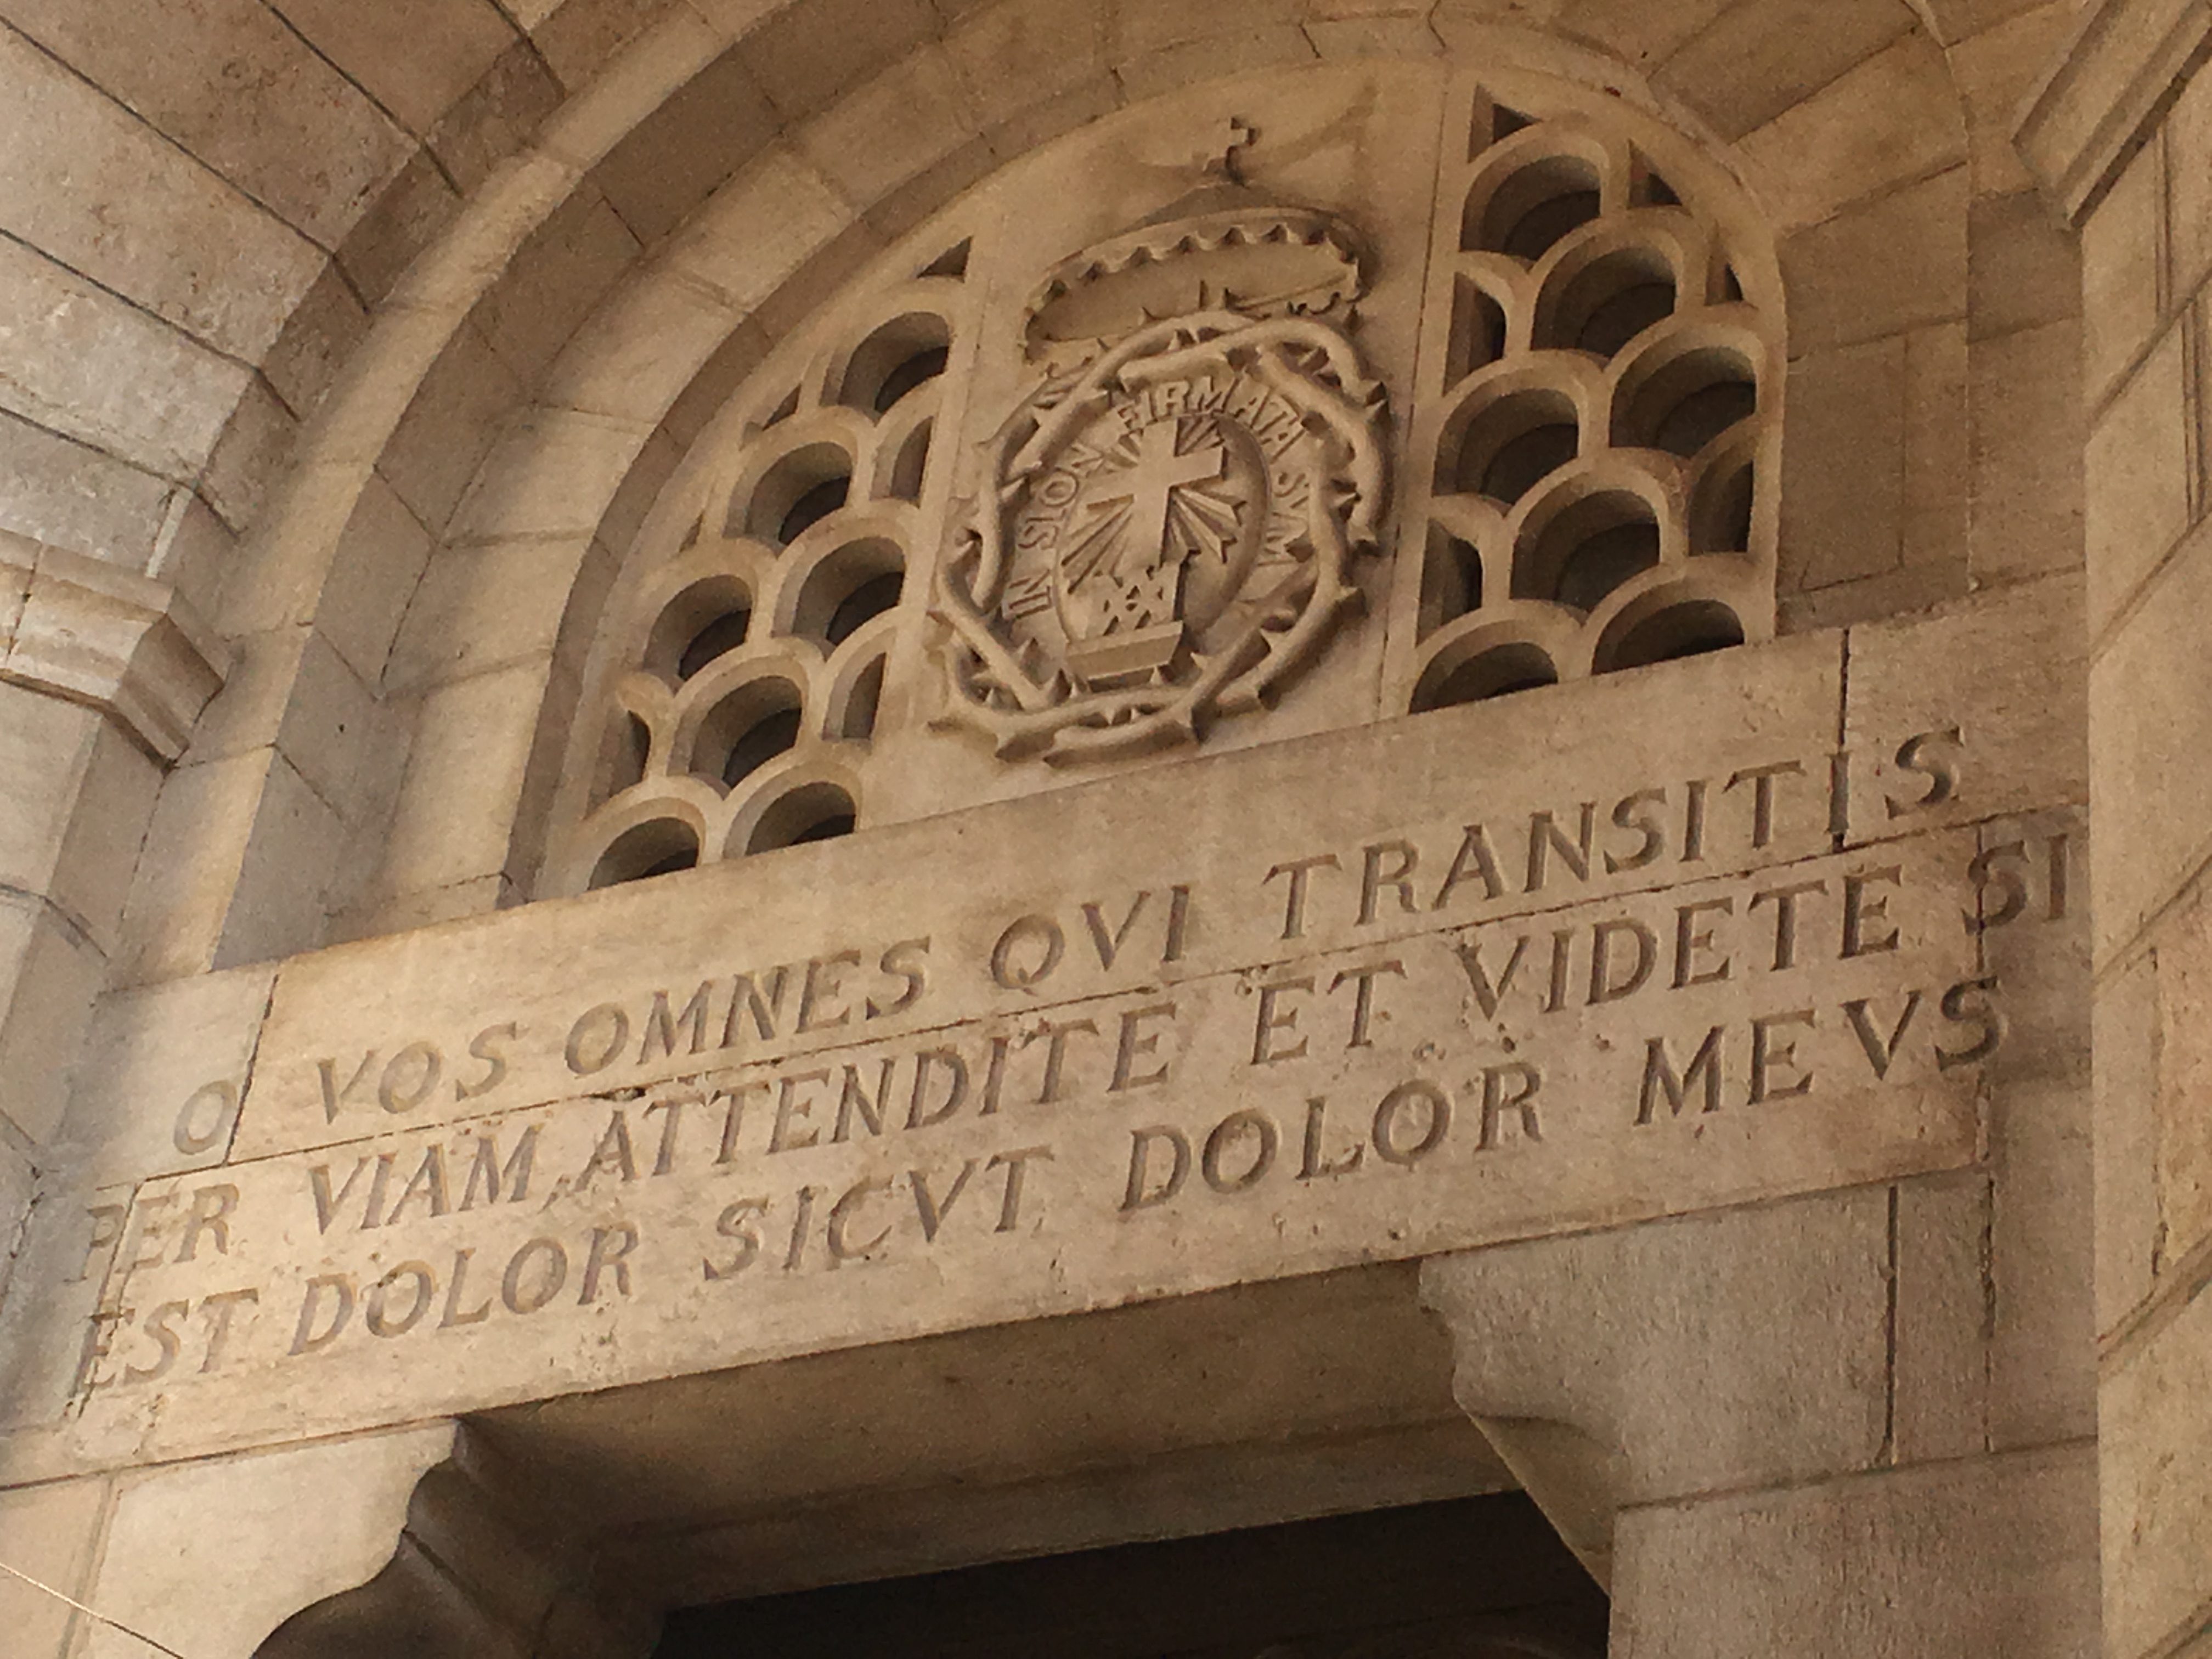 IN SION FIRMATA SVM
O VOS OMNES QVI TRANSITIS
PER VIAM ATTENDITE ET VIDETE SI
EST DOLOR SICVT DOLOR MEVS